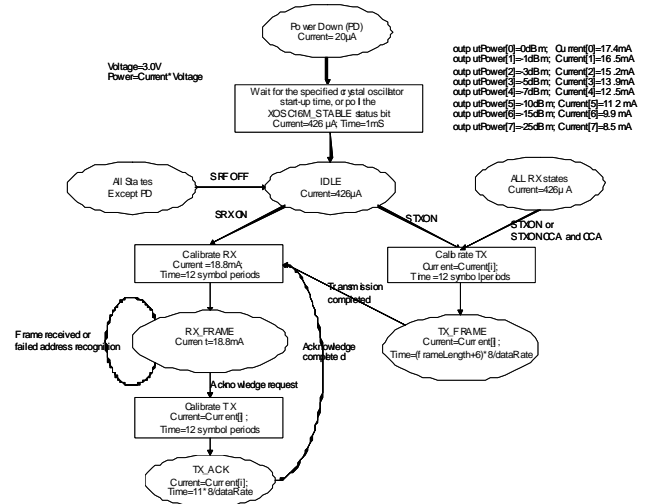 Power Down (PD)
Current= 20μA
Voltage=3.0V
Power=Current*Voltage
outputPower[0]=0dBm; Current[0]=17.4mA
outputPower[1]=-1dBm; Current[1]=16.5mA
outputPower[2]=-3dBm; Current[2]=15.2mA
outputPower[3]=-5dBm; Current[3]=13.9mA
outputPower[4]=-7dBm; Current[4]=12.5mA
outputPower[5]=-10dBm; Current[5]=11.2 mA
outputPower[6]=-15dBm; Current[6]=9.9 mA
outputPower[7]=-25dBm; Current[7]=8.5 mA
Wait for the specified crystal oscillator
start-up time, or poll the
XOSC16M_STABLE status bit
Current=426 μA; Time=1mS
All States
Except PD
SRFOFF
IDLE
Current=426μA
ALL RX states
Current=426μA
SRXON
STXON
STXON or
STXONCCA and CCA
Calibrate RX
Current =18.8mA;
Time=12 symbol periods
Calibrate TX
Current=Current[i];
Time =12 symbol periods
Transmission
completed
Frame received or
failed address recognition
RX_FRAME
Current=18.8mA
Acknowledge
completed
TX_FRAME
Current=Current[i];
Time=(frameLength+6)*8/dataRate
Acknowledge request
Calibrate TX
Current=Current[i] ;
Time=12 symbol periods
TX_ACK
Current=Current[i];
Time=11*8/dataRate